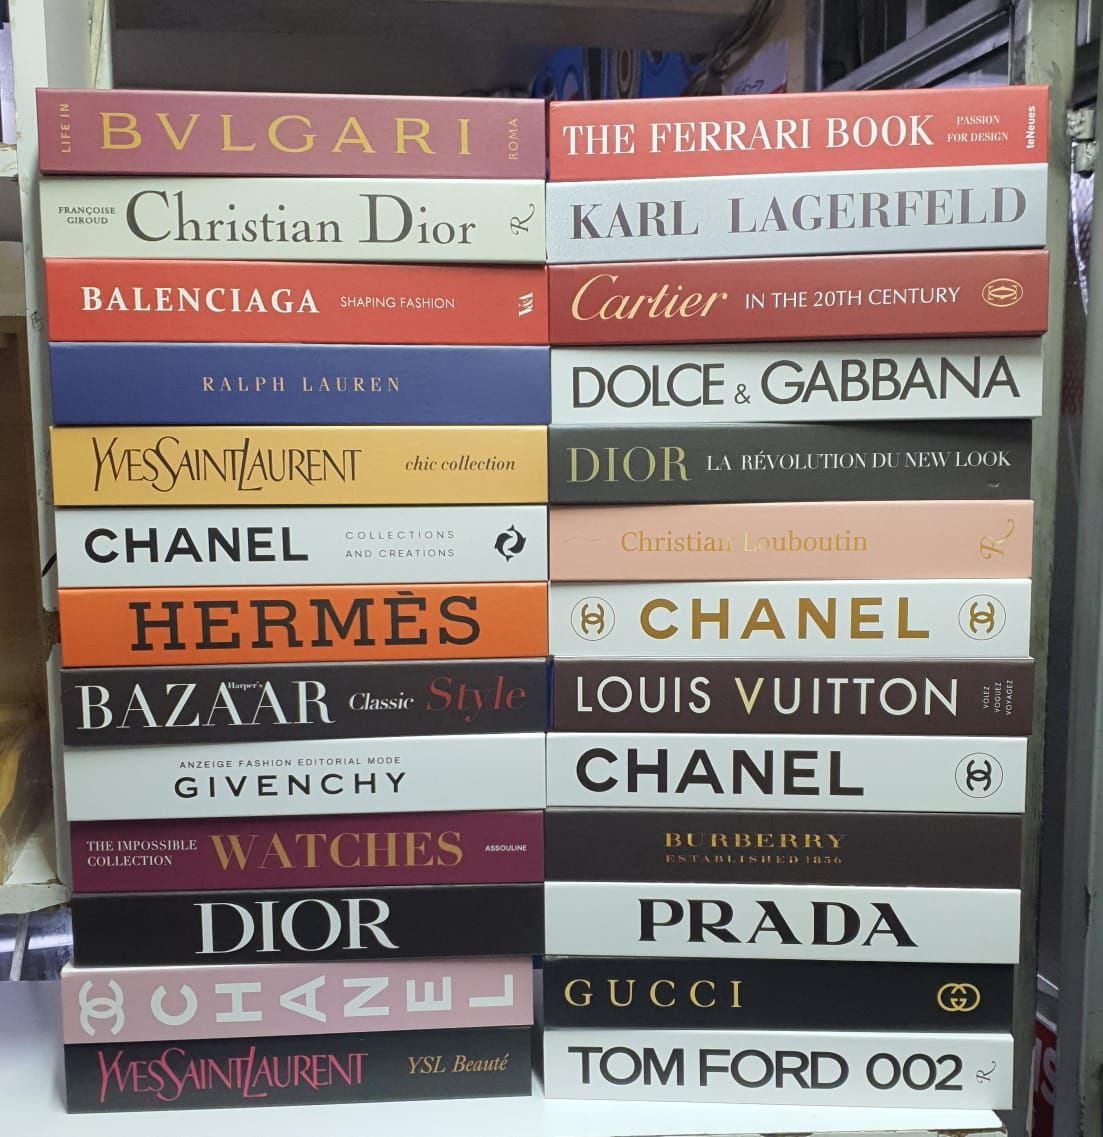 LIFE IN BVLGARI ROMA
FRANÇOISE
GIROUD
Christian Dior R
BALENCIAGA SHAPING FASHION V&A
RALPH LAUREN
YVESSAINTLAURENT chic collection
CHANEL
COLLECTIONS
AND CREATIONS
HERMÈS
Harper's
BAZAAR Classic Style
ANZEIGE FASHION EDITORIAL MODE
GIVENCHY
THE IMPOSSIBLE
COLLECTION
WATCHES ASSOULINE
DIOR
CHANEL
YVESSAINTLAURENT YSL Beauté
THE FERRARI BOOK
PASSION
FOR DESIGN
teNeues
KARL LAGERFELD
Cartier IN THE 20TH CENTURY
DOLCE & GABBANA
DIOR LA RÉVOLUTION DU NEW LOOK
Christian Louboutin R
CHANEL
LOUIS VUITTON
VOLEZ
VOGUEZ
VOYAGEZ
CHANEL
BURBERRY
ESTABLISHED 1856
PRADA
GUCCI
TOM FORD 002 R